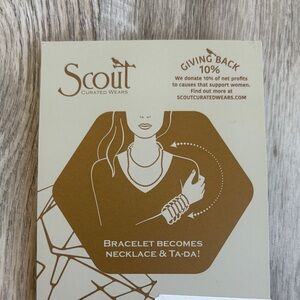 Scout
CURATED WEARS
GIVING BACK
10%
We donate 10% of net profits
to causes that support women.
Find out more at
SCOUTCURATEDWEARS.COM
BRACELET BECOMES
NECKLACE & TA-DA!